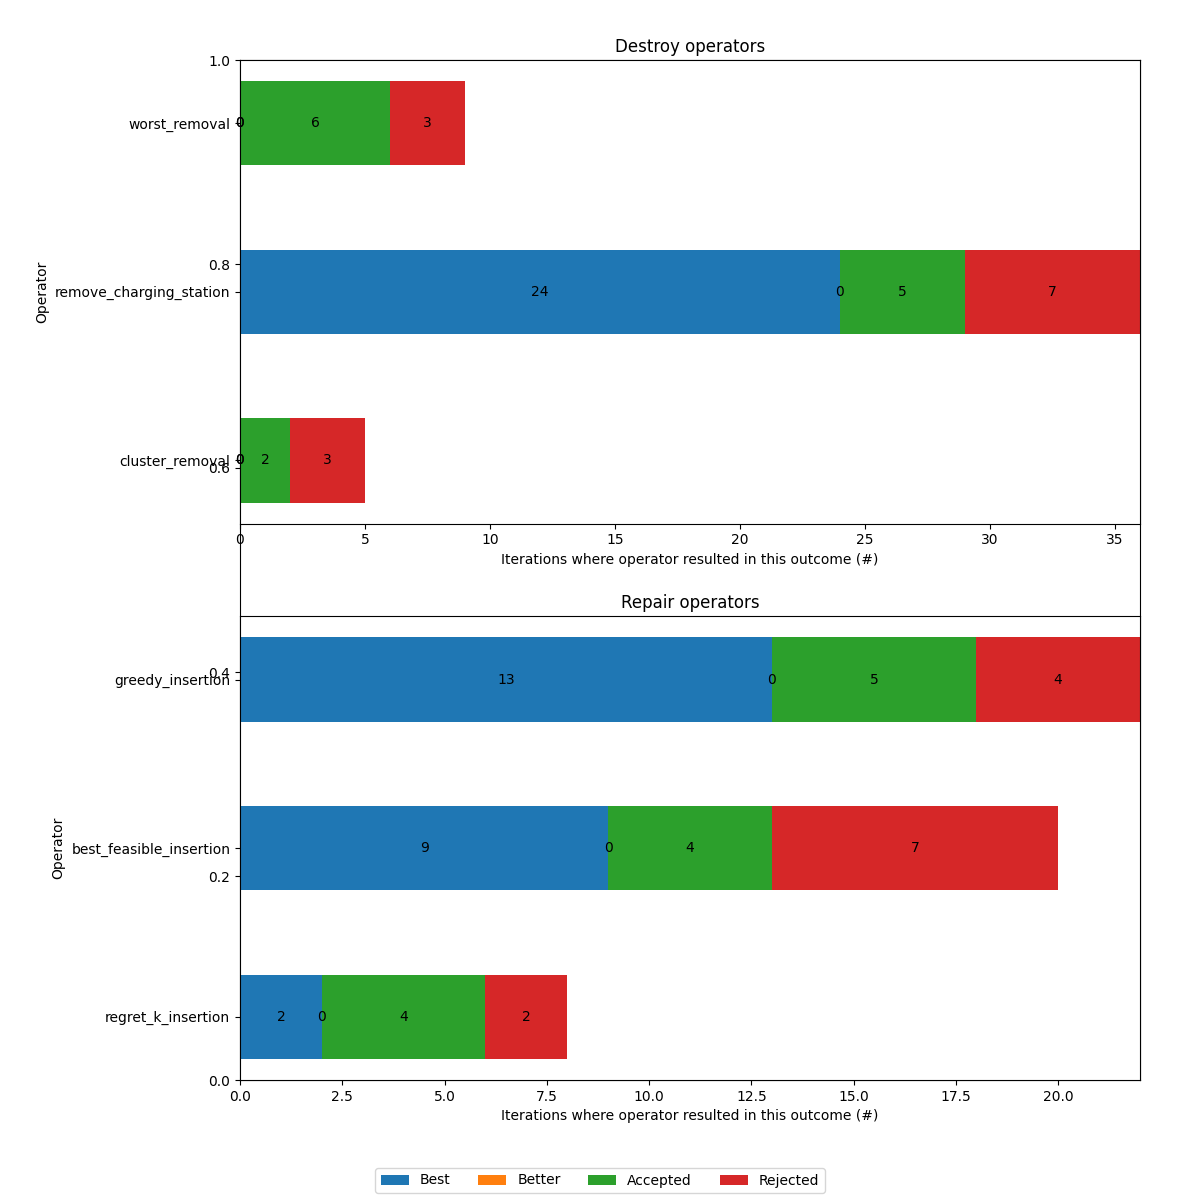 Destroy operators
1.0
worst_removal 0 0 6 3
Operator
0.8
remove_charging_station 24 0 5 7
cluster_removal 0 0 2 3
0.6
0 5 10 15 20 25 30 35
Iterations where operator resulted in this outcome (#)
Repair operators
0.4
greedy_insertion 13 0 5 4
Operator
best_feasible_insertion 9 0 4 7
0.2
regret_k_insertion 2 0 4 2
0.0
0.0 2.5 5.0 7.5 10.0 12.5 15.0 17.5 20.0
Iterations where operator resulted in this outcome (#)
Best Better Accepted Rejected